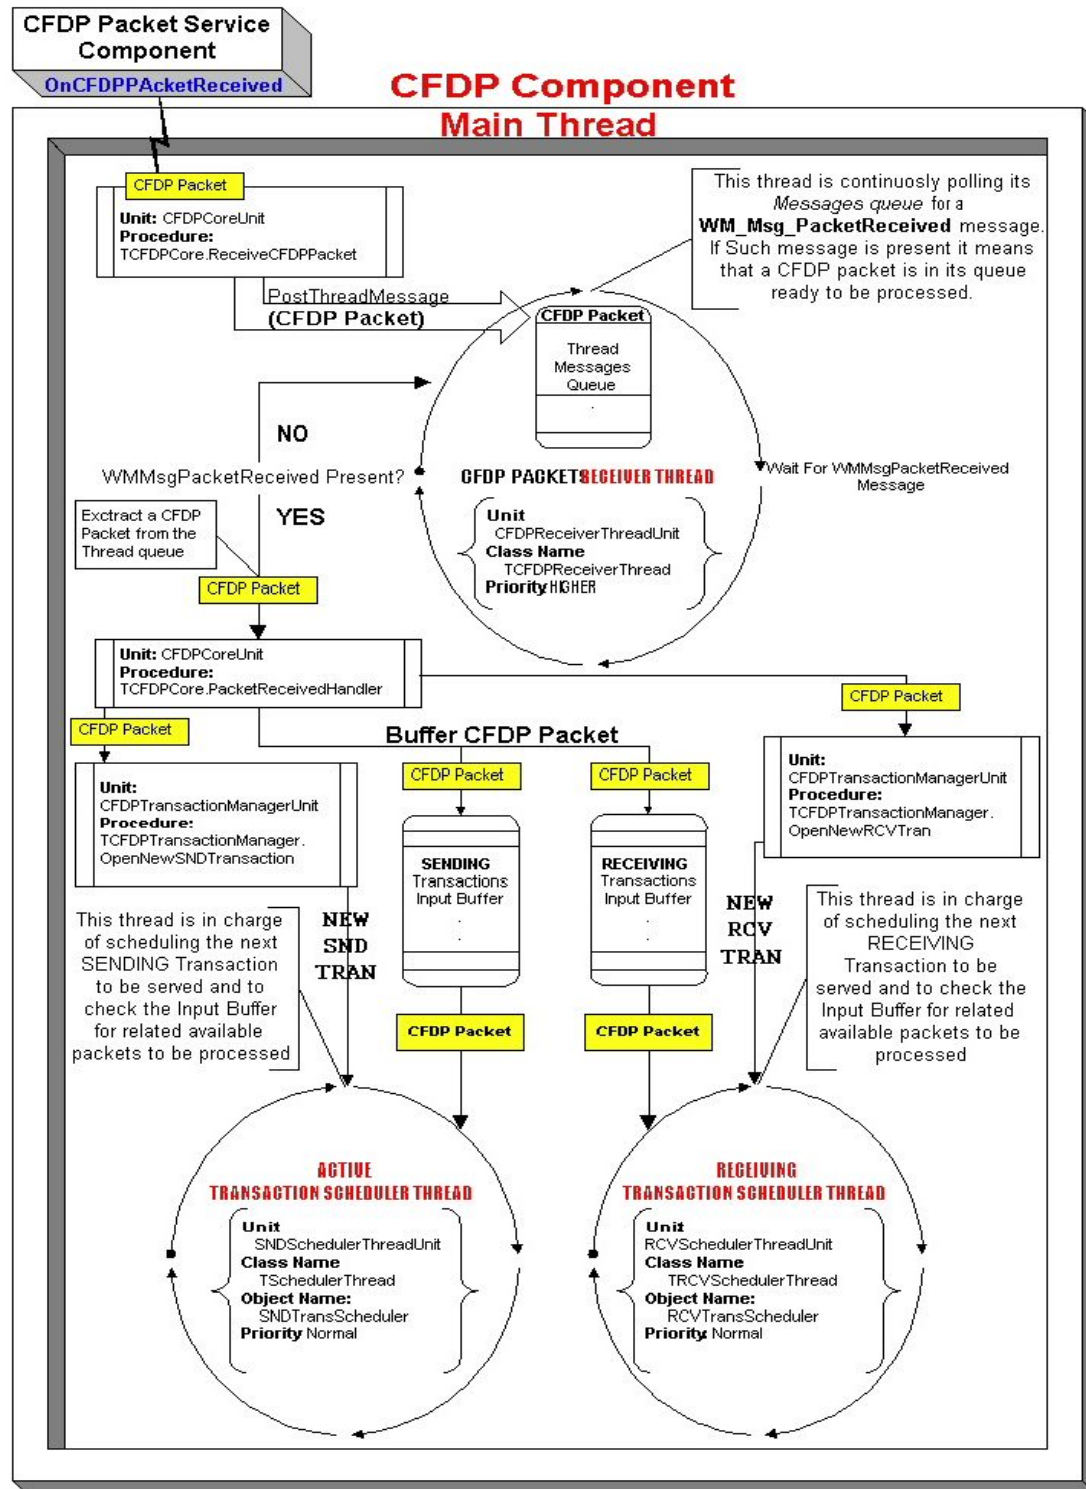 CFDP Packet Service
Component
OnCFDPPAcketReceived
CFDP Component
Main Thread
CFDP Packet
Unit: CFDPCoreUnit
Procedure:
TCFDPCore.ReceiveCFDPPacket
This thread is continuosly polling its
Messages queue for a
WM_Msg_PacketReceived message.
If Such message is present it means
that a CFDP packet is in its queue
ready to be processed.
PostThreadMessage
(CFDP Packet)
CFDP Packet
Thread
Messages
Queue
.
NO
WMMsgPacketReceived Present?
YES
CFDP PACKETS RECEIVER THREAD
Wait For WMMsgPacketReceived
Message
Unit
CFDPReceiverThreadUnit
Class Name
TCFDPReceiverThread
Priority: HIGHER
Exctract a CFDP
Packet from the
Thread queue
CFDP Packet
Unit: CFDPCoreUnit
Procedure:
TCFDPCore.PacketReceivedHandler
CFDP Packet
CFDP Packet
Buffer CFDP Packet
CFDP Packet
CFDP Packet
Unit:
CFDPTransactionManagerUnit
Procedure:
TCFDPTransactionManager.
OpenNewSNDTransaction
SENDING
Transactions
Input Buffer
.
.
RECEIVING
Transactions
Input Buffer
.
.
Unit:
CFDPTransactionManagerUnit
Procedure:
TCFDPTransactionManager.
OpenNewRCVTran
This thread is in charge
of scheduling the next
SENDING Transaction
to be served and to
check the Input Buffer
for related available
packets to be processed
NEW
SND
TRAN
NEW
RCV
TRAN
This thread is in charge
of scheduling the next
RECEIVING
Transaction to be
served and to check the
Input Buffer for related
available packets to be
processed
CFDP Packet
CFDP Packet
ACTIVE
TRANSACTION SCHEDULER THREAD
Unit
SNDSchedulerThreadUnit
Class Name
TSchedulerThread
Object Name:
SNDTransScheduler
Priority: Normal
RECEIVING
TRANSACTION SCHEDULER THREAD
Unit
RCVSchedulerThreadUnit
Class Name
TRCVSchedulerThread
Object Name:
RCVTransScheduler
Priority: Normal